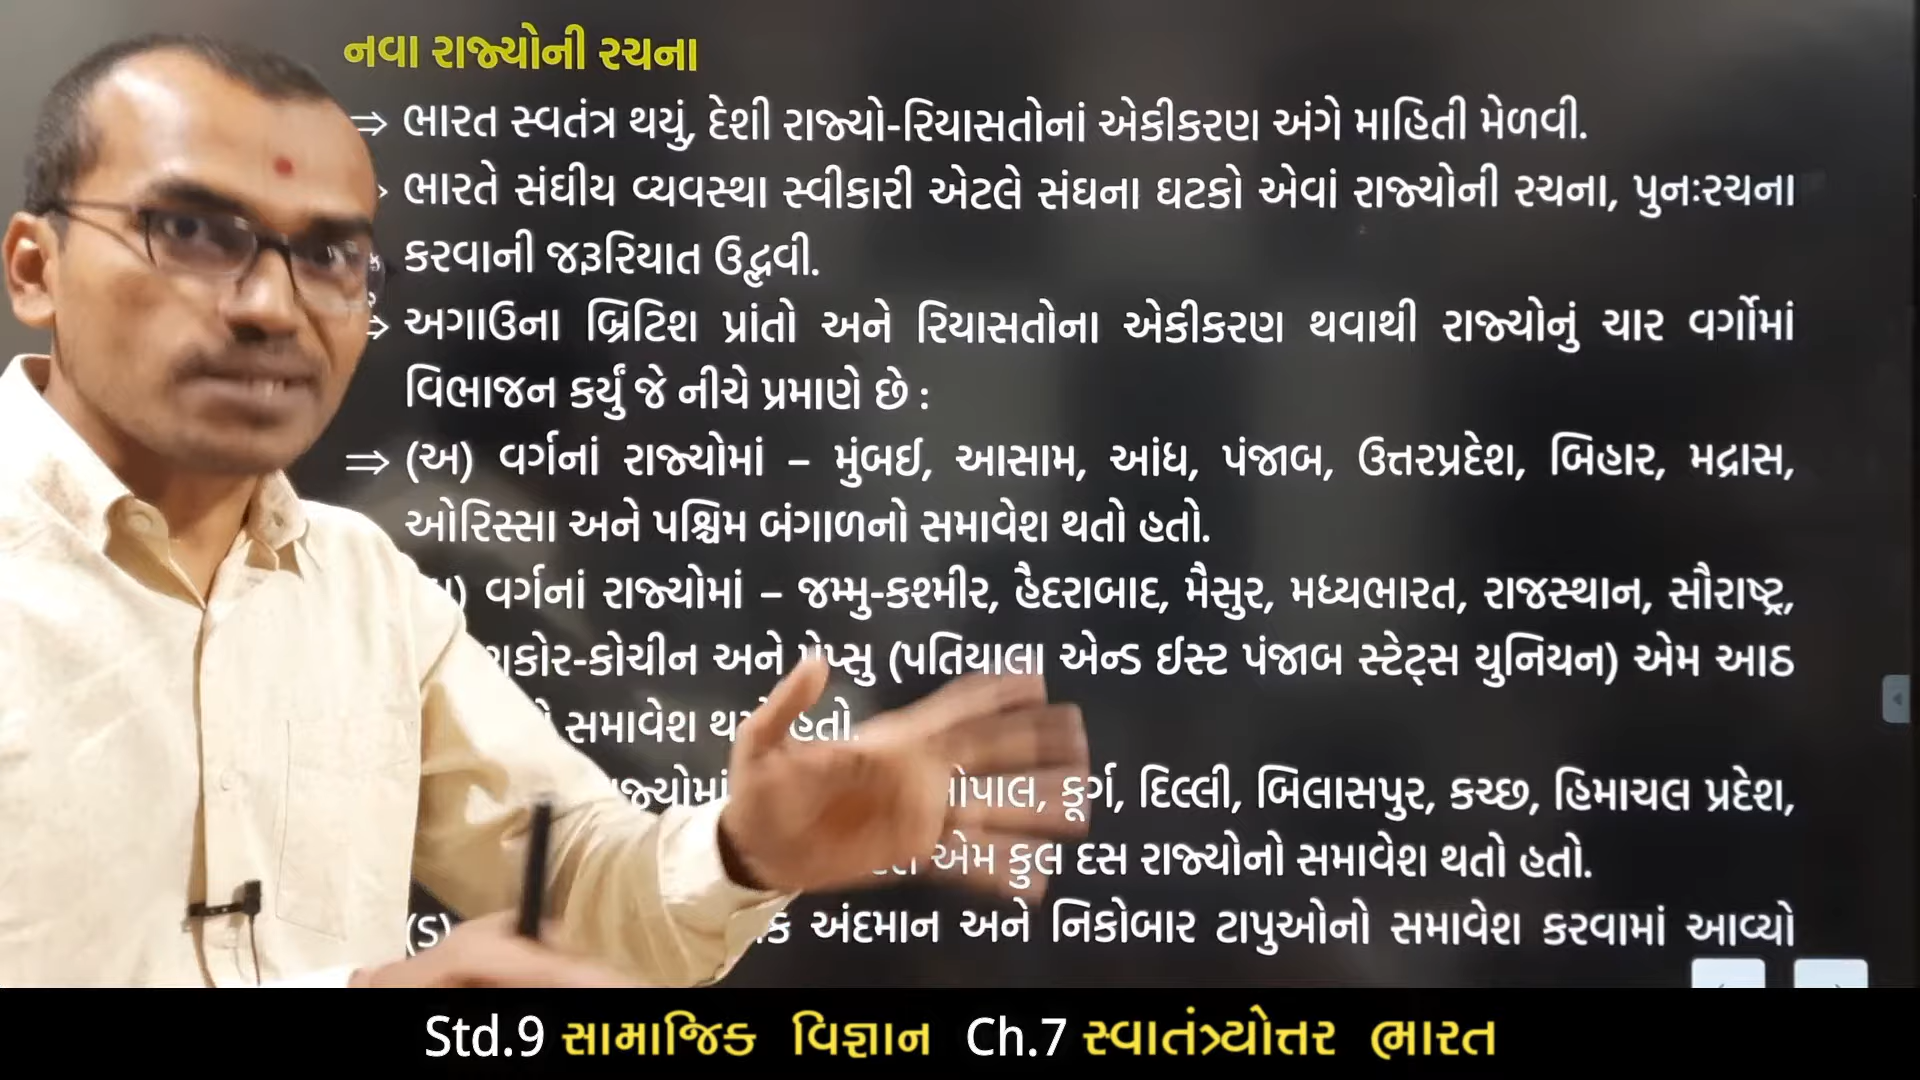 નવા રાજ્યોની રચના
⇒ ભારત સ્વતંત્ર થયું, દેશી રાજ્યો-રિયાસતોનાં એકીકરણ અંગે માહિતી મેળવી.
ભારતે સંઘીય વ્યવસ્થા સ્વીકારી એટલે સંઘના ઘટકો એવાં રાજ્યોની રચના, પુનઃરચના
કરવાની જરૂરિયાત ઉદ્ભવી.
⇒ અગાઉના બ્રિટિશ પ્રાંતો અને રિયાસતોના એકીકરણ થવાથી રાજ્યોનું ચાર વર્ગોમાં
વિભાજન કર્યું જે નીચે પ્રમાણે છે :
⇒ (અ) વર્ગનાં રાજ્યોમાં – મુંબઈ, આસામ, આંધ, પંજાબ, ઉત્તરપ્રદેશ, બિહાર, મદ્રાસ,
ઓરિસ્સા અને પશ્ચિમ બંગાળનો સમાવેશ થતો હતો.
વર્ગનાં રાજ્યોમાં – જમ્મુ-કશ્મીર, હૈદરાબાદ, મૈસુર, મધ્યભારત, રાજસ્થાન, સૌરાષ્ટ્ર,
કોચીન અને પેપ્સુ (પતિયાલા એન્ડ ઈસ્ટ પંજાબ સ્ટેટ્સ યુનિયન) એમ આઠ
સમાવેશ હતો.
કૂર્ગ, દિલ્લી, બિલાસપુર, કચ્છ, હિમાચલ પ્રદેશ,
એમ કુલ દસ રાજ્યોનો સમાવેશ થતો હતો.
(ડ) અંદમાન અને નિકોબાર ટાપુઓનો સમાવેશ કરવામાં આવ્યો
Std.9 સામાજિક વિજ્ઞાન Ch.7 સ્વાતંત્ર્યોત્તર ભારત